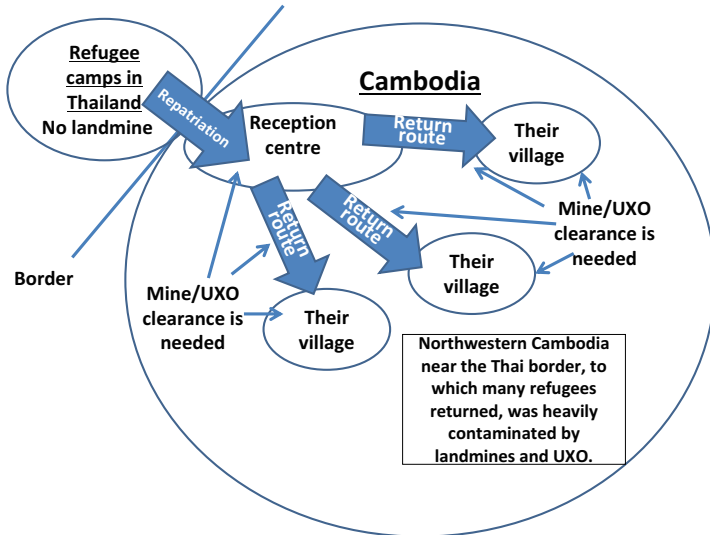 Refugee
camps in
Thailand
No landmine
Repatriation
Cambodia
Reception
centre
Return
route
Their
village
Return
route
Return
route
Mine/UXO
clearance is
needed
Border
Their
village
Mine/UXO
clearance is
needed
Their
village
Northwestern Cambodia
near the Thai border, to
which many refugees
returned, was heavily
contaminated by
landmines and UXO.